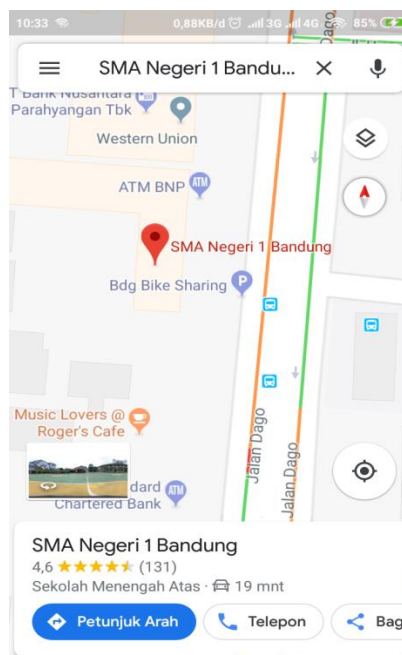 10:33
0,88KB/d
3G
4G
85%
SMA Negeri 1 Bandu...
Bank Nusantara
Parahyangan Tbk
Western Union
ATM BNP
ATM
SMA Negeri 1 Bandung
Bdg Bike Sharing
P
Music Lovers @
Roger's Cafe
Jalan Dago
Jalan Dago
dard
Chartered Bank
ATM
SMA Negeri 1 Bandung
4,6 (131)
Sekolah Menengah Atas · 19 mnt
Petunjuk Arah
Telepon
Bag